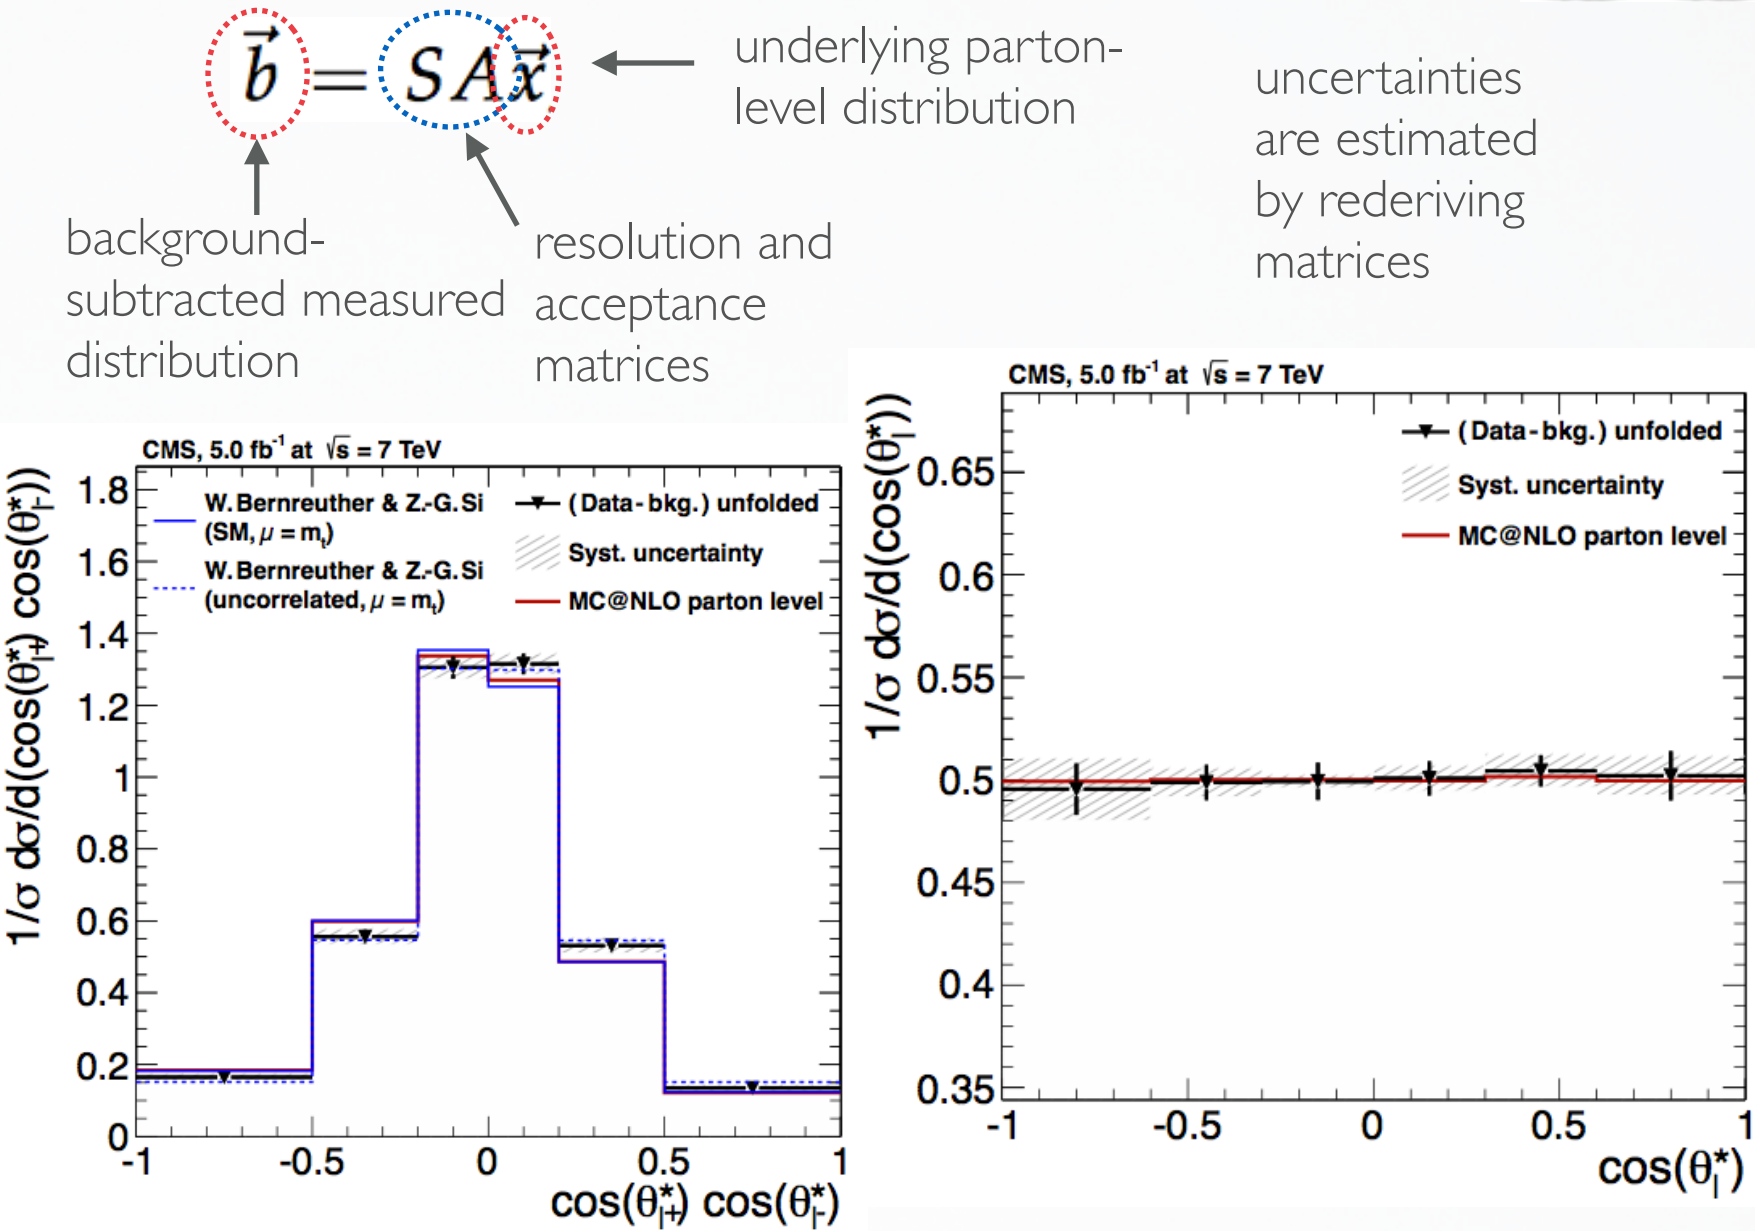 b⃗ = SAx⃗
underlying parton-
level distribution
uncertainties
are estimated
by rederiving
matrices
background-
subtracted measured
distribution
resolution and
acceptance
matrices
CMS, 5.0 fb⁻¹ at √s = 7 TeV
1/σ dσ/d(cos(θ*l+) cos(θ*l-))
W. Bernreuther & Z.-G. Si
(SM, μ = mt)
W. Bernreuther & Z.-G. Si
(uncorrelated, μ = mt)
(Data-bkg.) unfolded
Syst. uncertainty
MC@NLO parton level
1.8
1.6
1.4
1.2
1
0.8
0.6
0.4
0.2
0
-1 -0.5 0 0.5 1
cos(θ*l+) cos(θ*l-)
CMS, 5.0 fb⁻¹ at √s = 7 TeV
1/σ dσ/d(cos(θ*l))
(Data-bkg.) unfolded
Syst. uncertainty
MC@NLO parton level
0.65
0.6
0.55
0.5
0.45
0.4
0.35
-1 -0.5 0 0.5 1
cos(θ*l)